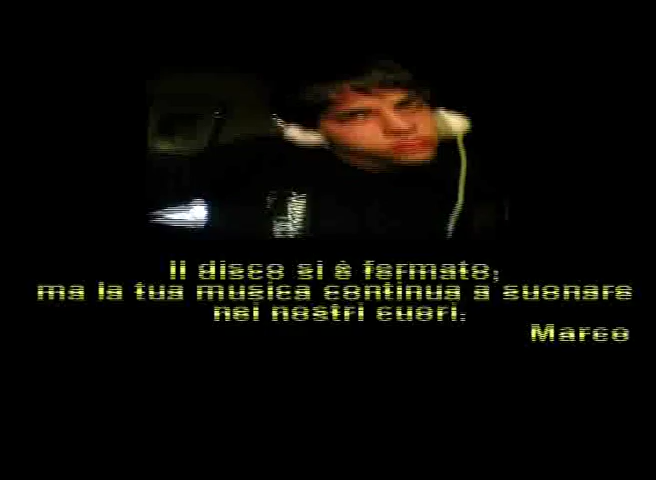 Il disco si è fermato,
ma la tua musica continua a suonare
nei nostri cuori.
Marco